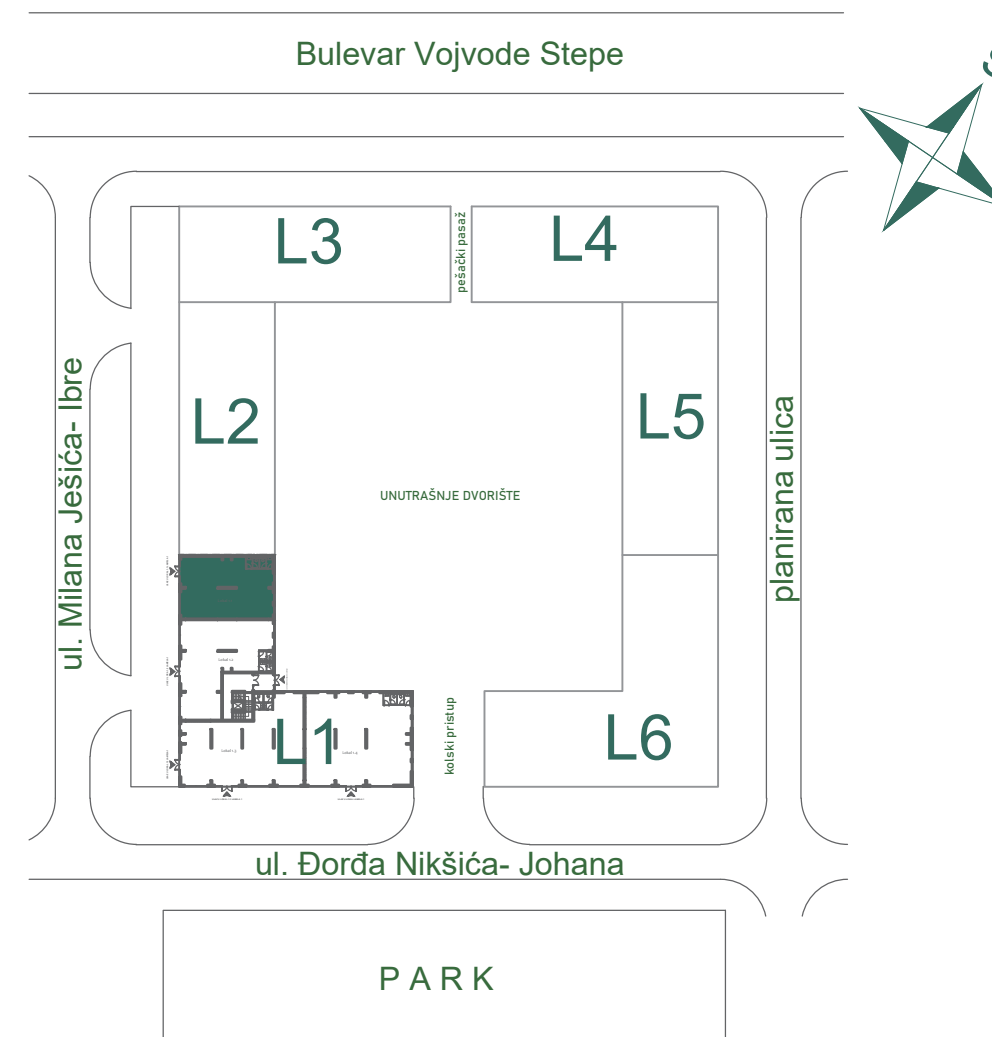 Bulevar Vojvode Stepe
L3
pešački pasaž
L4
L2
L5
ul. Milana Ješića- Ibre
planirana ulica
UNUTRAŠNJE DVORIŠTE
L1
kolski pristup
L6
ul. Đorđa Nikšića- Johana
PARK